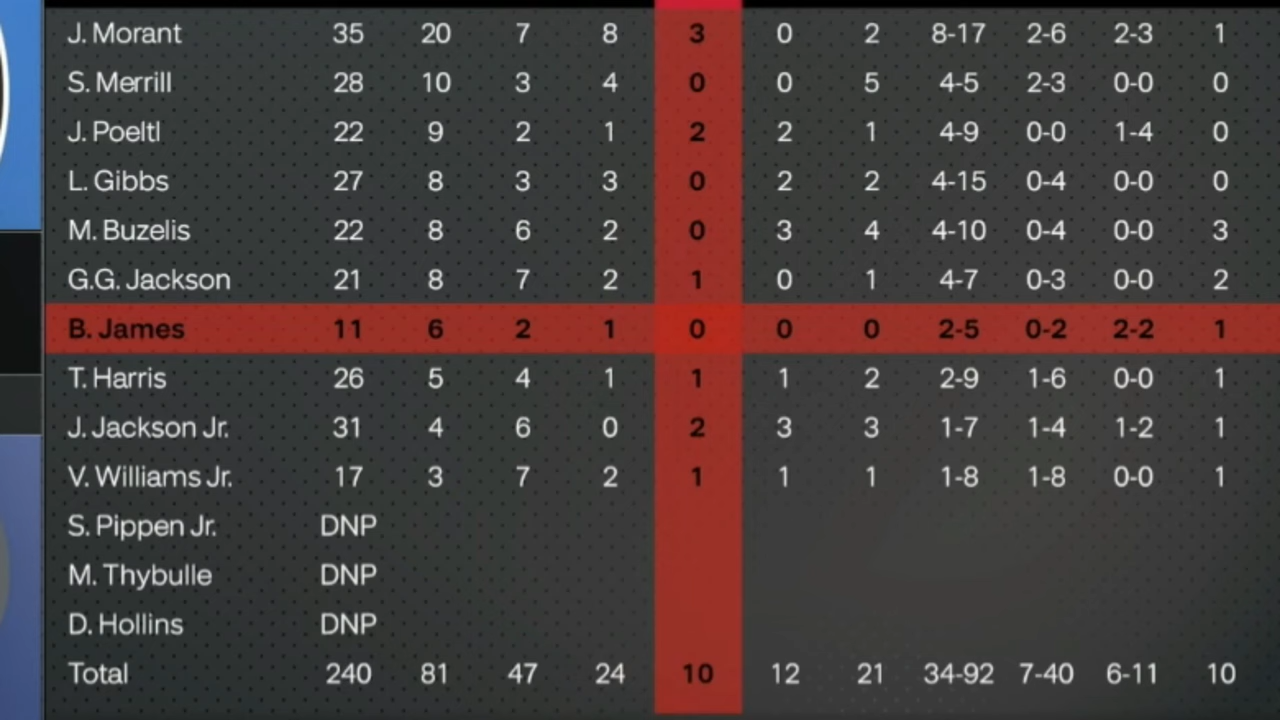 J. Morant 35 20 7 8 3 0 2 8-17 2-6 2-3 1
S. Merrill 28 10 3 4 0 0 5 4-5 2-3 0-0 0
J. Poeltl 22 9 2 1 2 2 1 4-9 0-0 1-4 0
L. Gibbs 27 8 3 3 0 2 2 4-15 0-4 0-0 0
M. Buzelis 22 8 6 2 0 3 4 4-10 0-4 0-0 3
G.G. Jackson 21 8 7 2 1 0 1 4-7 0-3 0-0 2
B. James 11 6 2 1 0 0 0 2-5 0-2 2-2 1
T. Harris 26 5 4 1 1 1 2 2-9 1-6 0-0 1
J. Jackson Jr. 31 4 6 0 2 3 3 1-7 1-4 1-2 1
V. Williams Jr. 17 3 7 2 1 1 1 1-8 1-8 0-0 1
S. Pippen Jr. DNP
M. Thybulle DNP
D. Hollins DNP
Total 240 81 47 24 10 12 21 34-92 7-40 6-11 10